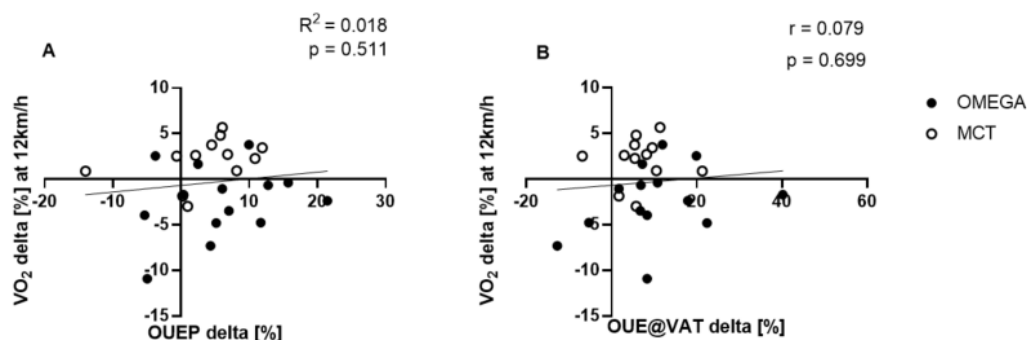 R² = 0.018
p = 0.511
A
VO₂ delta [%] at 12km/h
10
5
-5
-10
-15
-20
-10
0
10
20
30
OUEP delta [%]
r = 0.079
p = 0.699
B
VO₂ delta [%] at 12km/h
10
5
-5
-10
-15
-20
0
20
40
60
OUE@VAT delta [%]
OMEGA
MCT